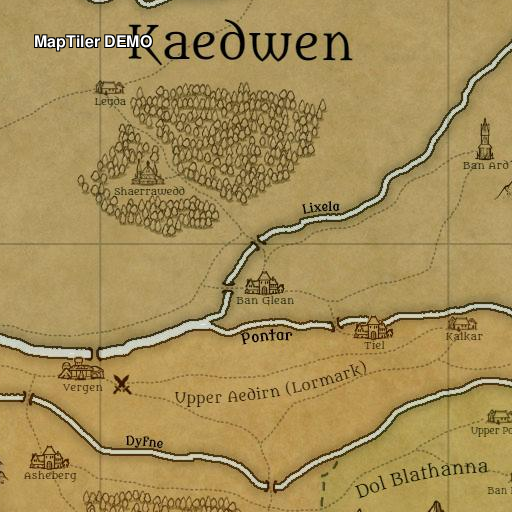 Kaedwen
MapTiler DEMO
Leyda
Ban Ard
Shaerrawedd
Lixela
Ban Glean
Pontar
Tiel
Kalkar
Vergen
Upper Aedirn (Lormark)
Upper Po
Dyfne
Asheberg
Dol Blathanna
Ban